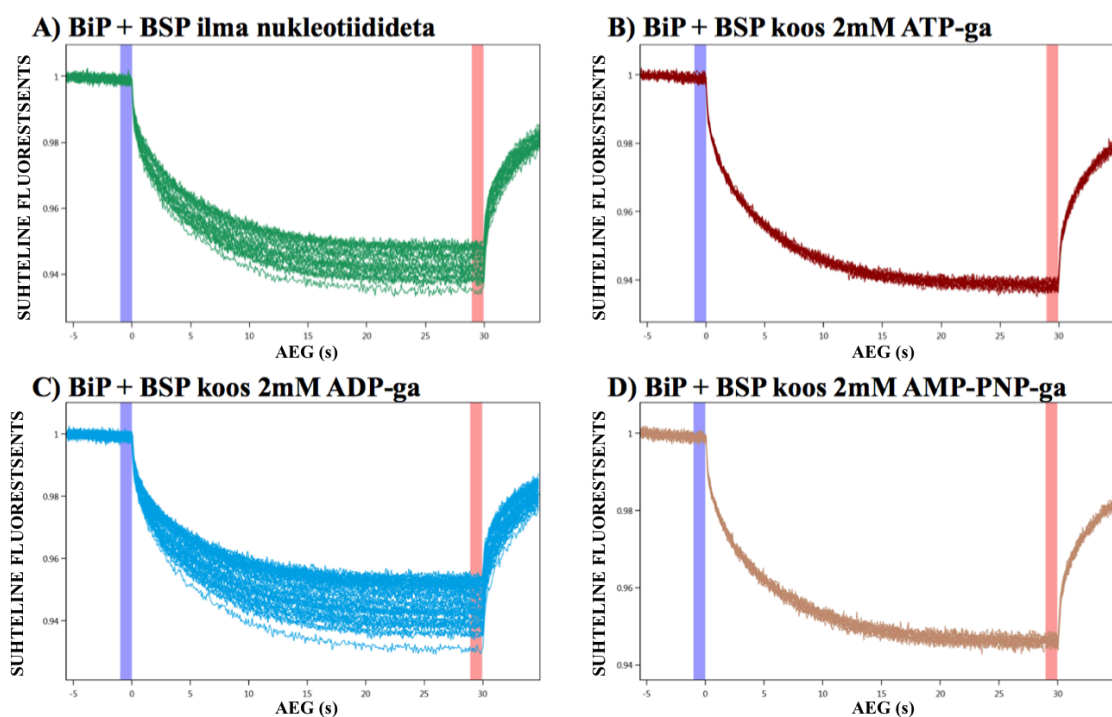 A) BiP + BSP ilma nukleotiidideta
SUHTELINE FLUORESTSENTS
1
0.98
0.96
0.94
-5 0 5 10 15 20 25 30
AEG (s)
B) BiP + BSP koos 2mM ATP-ga
SUHTELINE FLUORESTSENTS
1
0.98
0.96
0.94
-5 0 5 10 15 20 25 30
AEG (s)
C) BiP + BSP koos 2mM ADP-ga
SUHTELINE FLUORESTSENTS
1
0.98
0.96
0.94
-5 0 5 10 15 20 25 30
AEG (s)
D) BiP + BSP koos 2mM AMP-PNP-ga
SUHTELINE FLUORESTSENTS
1
0.98
0.96
0.94
-5 0 5 10 15 20 25 30
AEG (s)